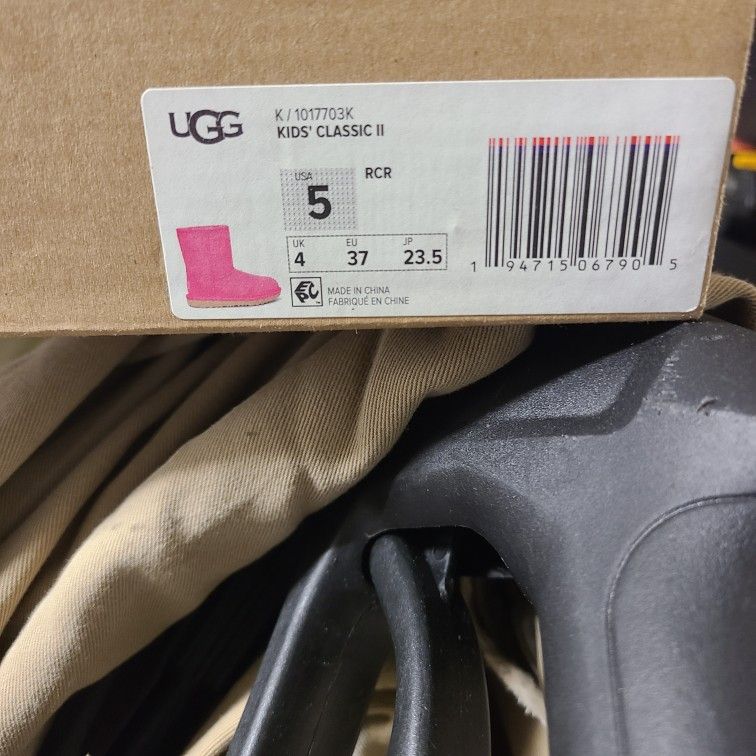 UGG
K / 1017703K
KIDS' CLASSIC II
USA
5
RCR
UK EU JP
4 37 23.5
EPC
MADE IN CHINA
FABRIQUÉ EN CHINE
1 94715 06790 5